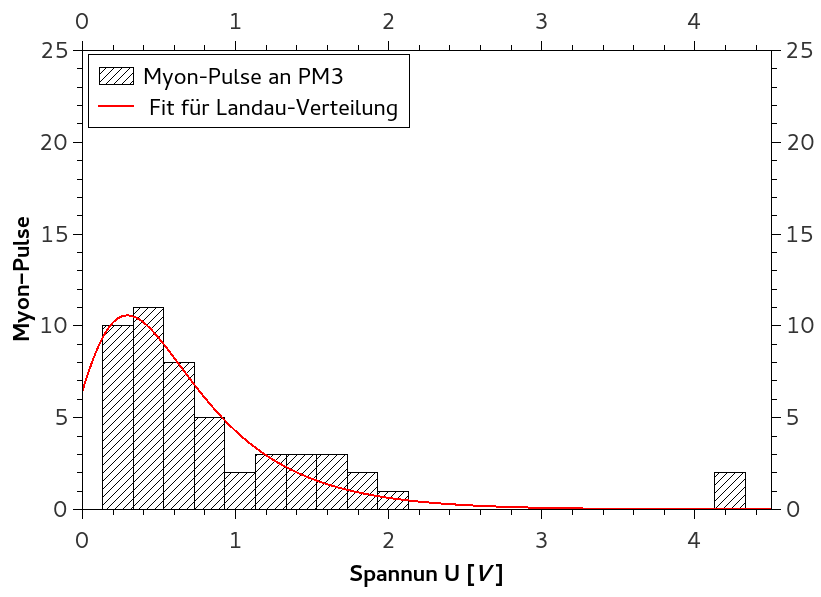 0 1 2 3 4
25 25
Myon-Pulse an PM3
Fit für Landau-Verteilung
20 20
15 15
Myon-Pulse
10 10
5 5
0 0
0 1 2 3 4
Spannun U [V]